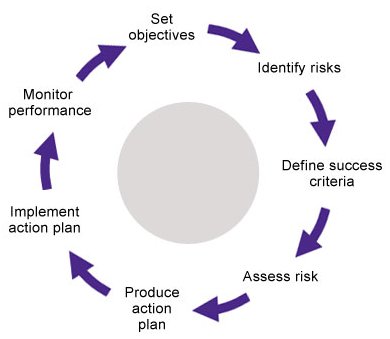 Set
objectives
Identify risks
Define success
criteria
Assess risk
Produce
action
plan
Implement
action plan
Monitor
performance